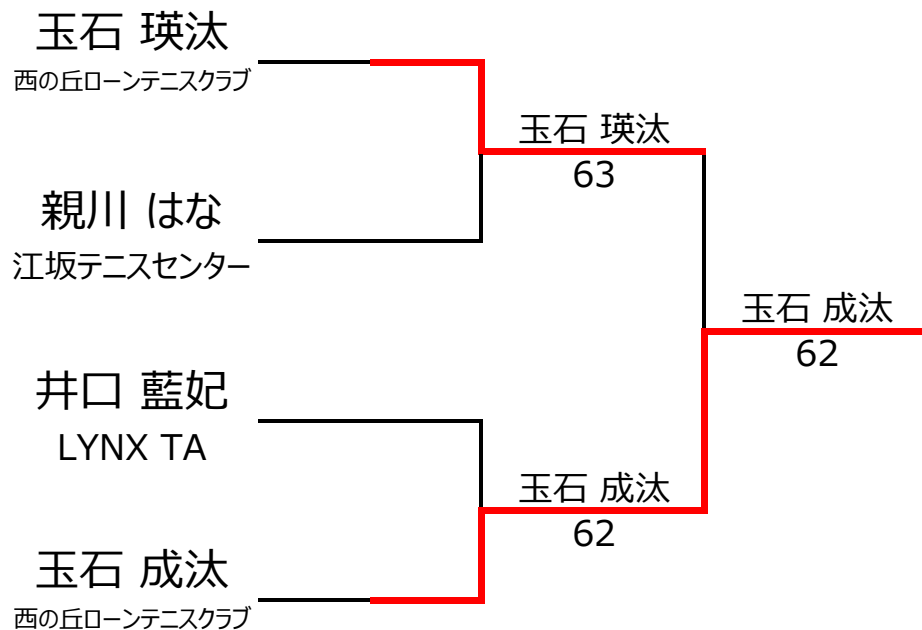 玉石 瑛汰
西の丘ローンテニスクラブ
玉石 瑛汰
63
親川 はな
江坂テニスセンター
玉石 成汰
62
井口 藍妃
LYNX TA
玉石 成汰
62
玉石 成汰
西の丘ローンテニスクラブ